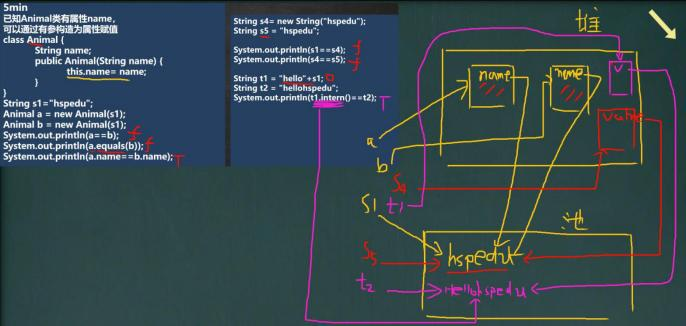 5min
已知Animal类有属性name,
可以通过有参构造为属性赋值
class Animal {
String name;
public Animal(String name) {
this.name= name;
}
}
String s1="hspedu";
Animal a = new Animal(s1);
Animal b = new Animal(s1);
System.out.println(a==b); f
System.out.println(a.equals(b)); f
System.out.println(a.name==b.name); T
String s4= new String("hspedu");
String s5 = "hspedu";
System.out.println(s1==s4); f
System.out.println(s4==s5); f
String t1 = "hello"+s1;
String t2 = "hellohspedu";
System.out.println(t1.intern()==t2); T
堆
name
name
V
value
a
b
S4
t1
S1
池
hspedu
S5
t2
Hellohspedu